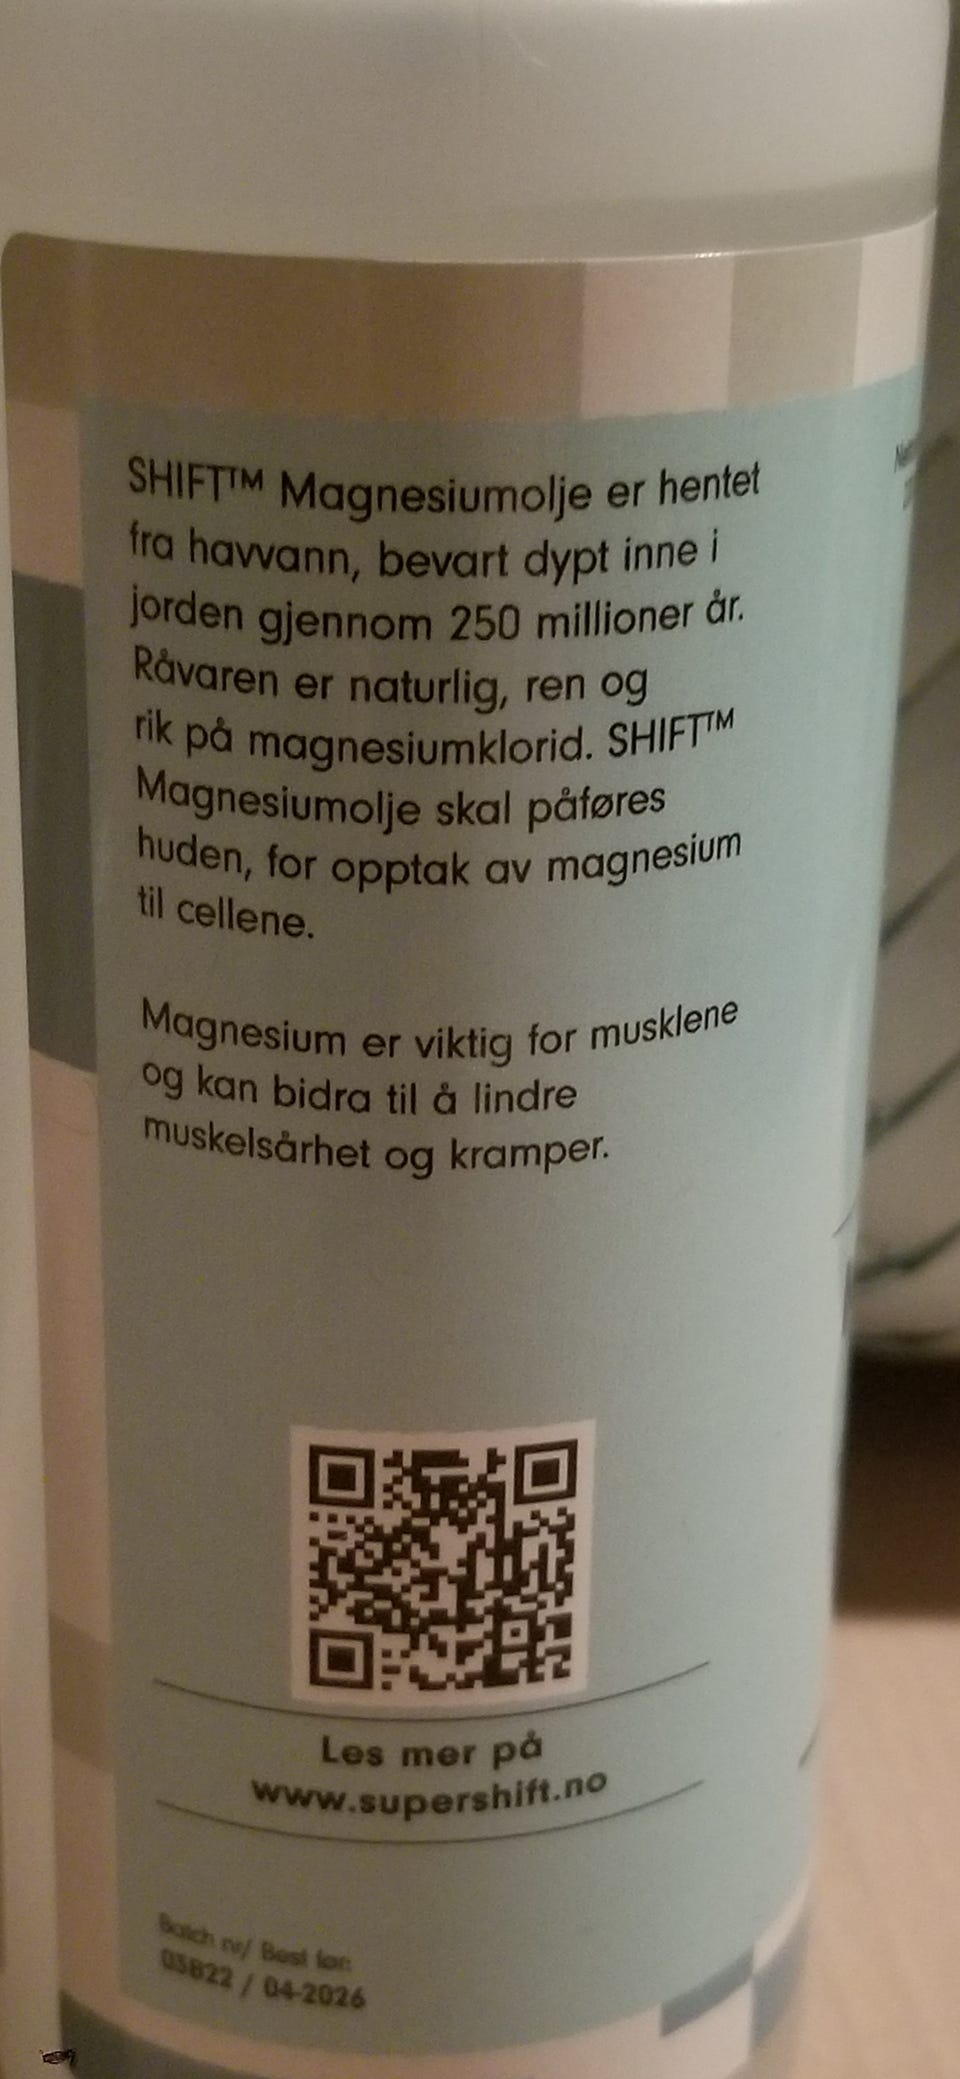 SHIFT™ Magnesiumolje er hentet
fra havvann, bevart dypt inne i
jorden gjennom 250 millioner år.
Råvaren er naturlig, ren og
rik på magnesiumklorid. SHIFT™
Magnesiumolje skal påføres
huden, for opptak av magnesium
til cellene.
Magnesium er viktig for musklene
og kan bidra til å lindre
muskelsårhet og kramper.
Les mer på
www.supershift.no
Batch nr/ Best før:
03822 / 04-2026